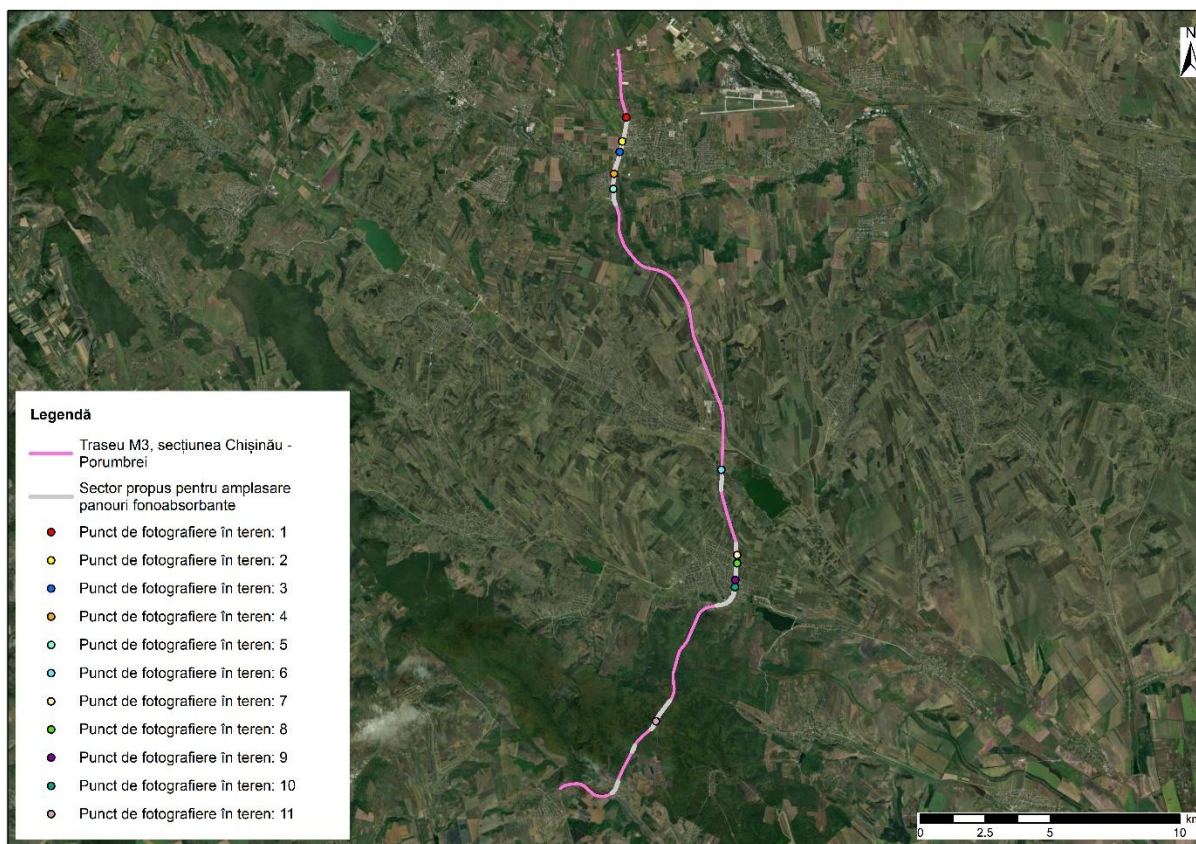 N
Legendă
Traseu M3, secțiunea Chișinău -
Porumbrei
Sector propus pentru amplasare
panouri fonoabsorbante
Punct de fotografiere în teren: 1
Punct de fotografiere în teren: 2
Punct de fotografiere în teren: 3
Punct de fotografiere în teren: 4
Punct de fotografiere în teren: 5
Punct de fotografiere în teren: 6
Punct de fotografiere în teren: 7
Punct de fotografiere în teren: 8
Punct de fotografiere în teren: 9
Punct de fotografiere în teren: 10
Punct de fotografiere în teren: 11
km
0 2.5 5 10